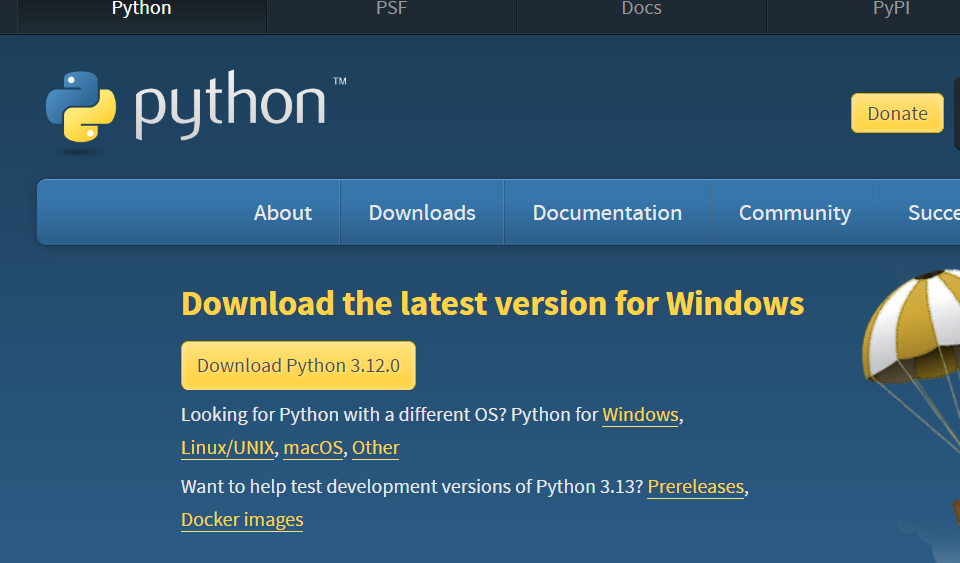 Python PSF Docs PyPI
python™
Donate
About Downloads Documentation Community
Download the latest version for Windows
Download Python 3.12.0
Looking for Python with a different OS? Python for Windows,
Linux/UNIX, macOS, Other
Want to help test development versions of Python 3.13? Prereleases,
Docker images